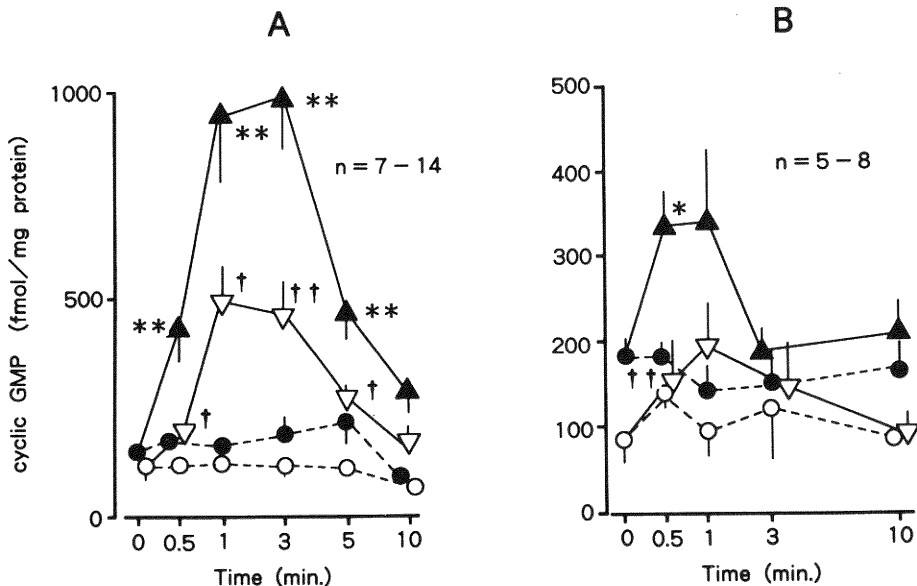 A
B
cyclic GMP (fmol/mg protein)
1000
500
0
**
**
**
**
†
†
† †
†
n = 7 – 14
0 0.5 1 3 5 10
Time (min.)
500
400
300
200
100
0
*
† †
n = 5 – 8
0 0.5 1 3 10
Time (min.)